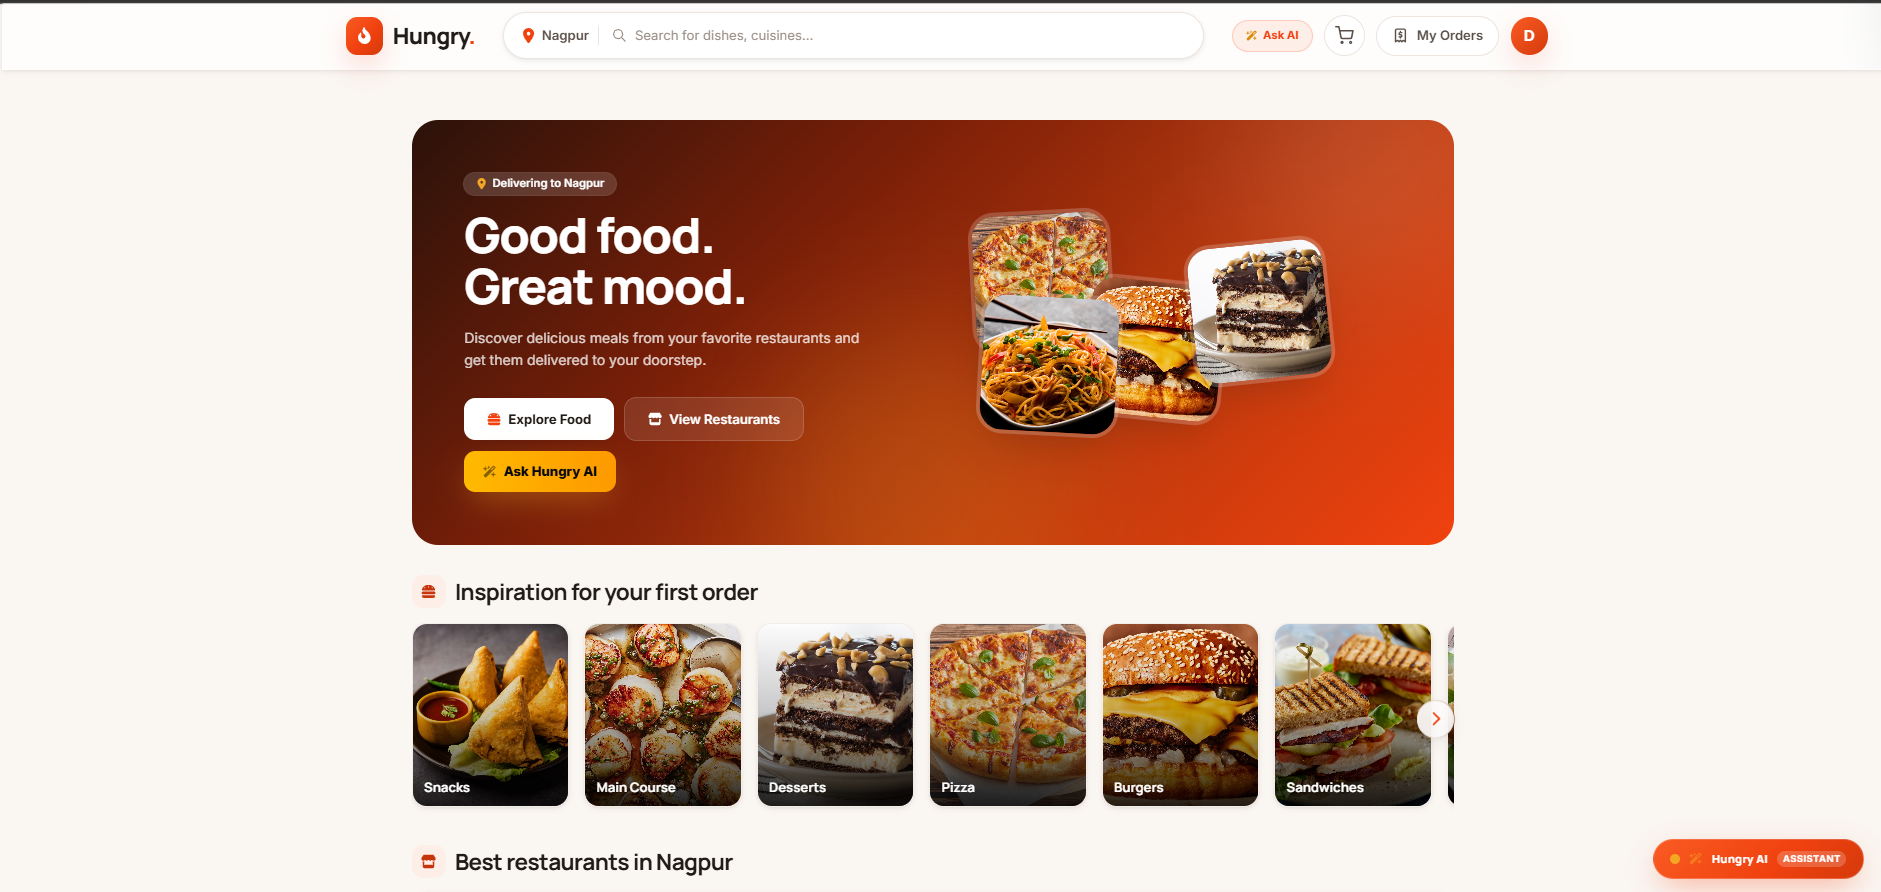 Hungry.
Nagpur
Search for dishes, cuisines...
Ask AI
My Orders
D
Delivering to Nagpur
Good food.
Great mood.
Discover delicious meals from your favorite restaurants and
get them delivered to your doorstep.
Explore Food
View Restaurants
Ask Hungry AI
Inspiration for your first order
Snacks
Main Course
Desserts
Pizza
Burgers
Sandwiches
Best restaurants in Nagpur
Hungry AI ASSISTANT